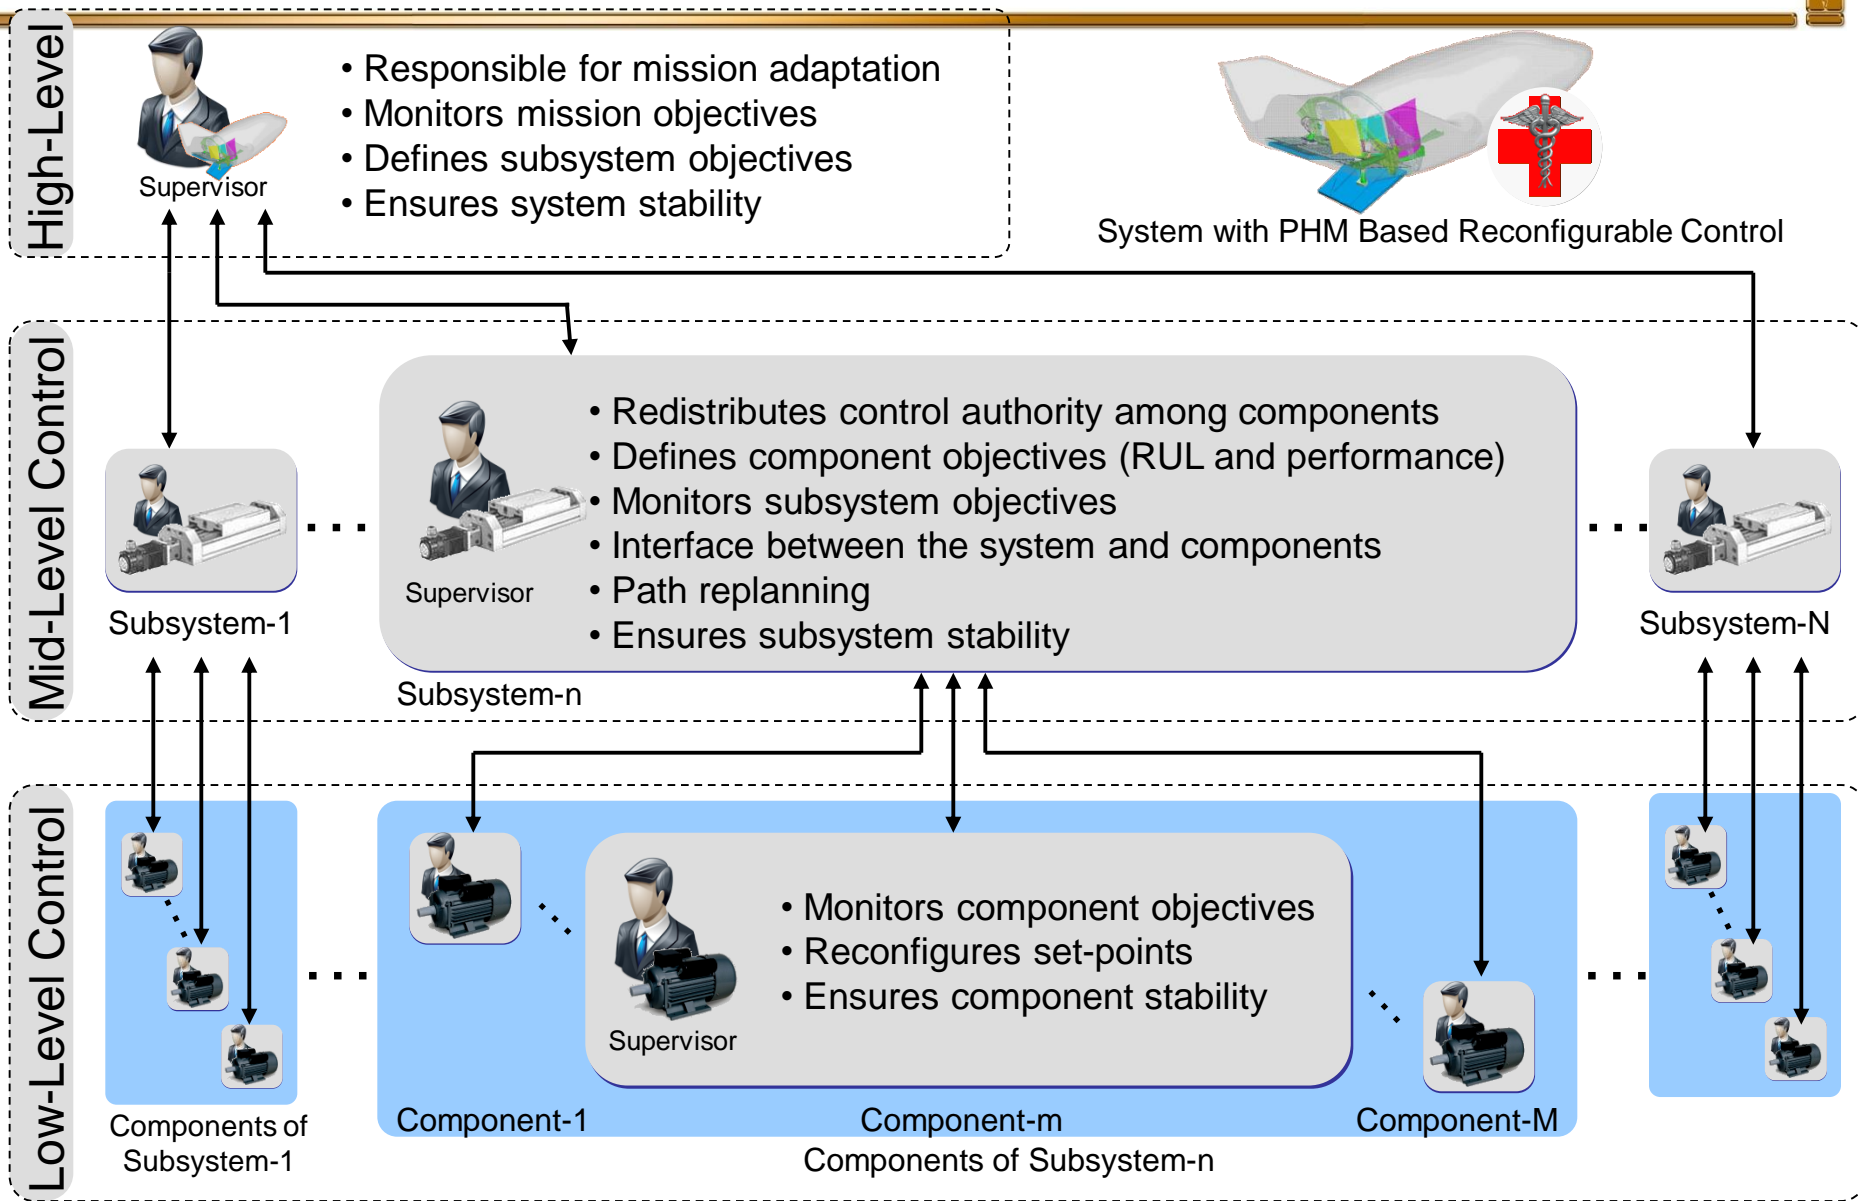 High-Level
• Responsible for mission adaptation
• Monitors mission objectives
• Defines subsystem objectives
• Ensures system stability
Supervisor
System with PHM Based Reconfigurable Control
Mid-Level Control
• Redistributes control authority among components
• Defines component objectives (RUL and performance)
• Monitors subsystem objectives
• Interface between the system and components
• Path replanning
• Ensures subsystem stability
Supervisor
Subsystem-1
Subsystem-n
Subsystem-N
Low-Level Control
• Monitors component objectives
• Reconfigures set-points
• Ensures component stability
Supervisor
Component-1
Component-m
Component-M
Components of
Subsystem-1
Components of Subsystem-n